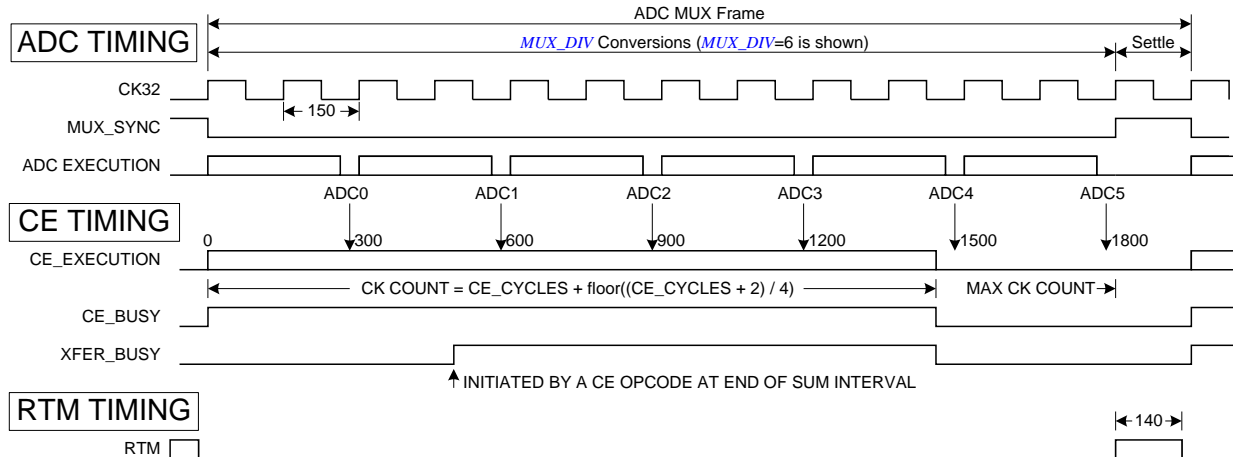 ADC MUX Frame
ADC TIMING
MUX_DIV Conversions (MUX_DIV=6 is shown)
Settle
CK32
150
MUX_SYNC
ADC EXECUTION
ADC0 ADC1 ADC2 ADC3 ADC4 ADC5
CE TIMING
0 300 600 900 1200 1500 1800
CE_EXECUTION
CK COUNT = CE_CYCLES + floor((CE_CYCLES + 2) / 4)
MAX CK COUNT
CE_BUSY
XFER_BUSY
INITIATED BY A CE OPCODE AT END OF SUM INTERVAL
RTM TIMING
140
RTM